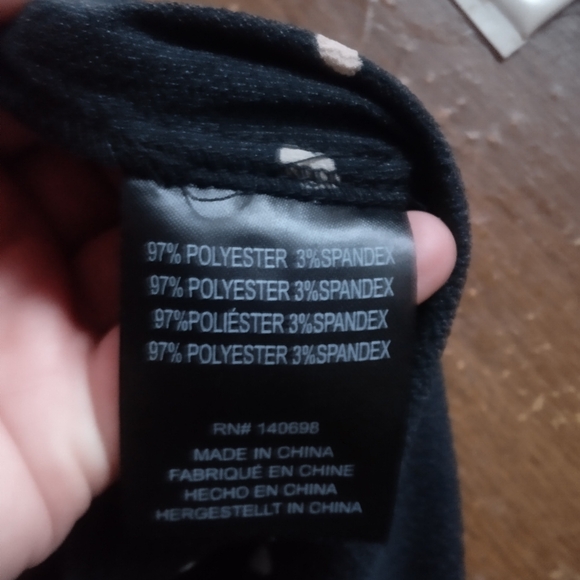 97% POLYESTER 3%SPANDEX
97% POLYESTER 3%SPANDEX
97%POLIÉSTER 3%SPANDEX
97% POLYESTER 3%SPANDEX
RN# 140698
MADE IN CHINA
FABRIQUÉ EN CHINE
HECHO EN CHINA
HERGESTELLT IN CHINA